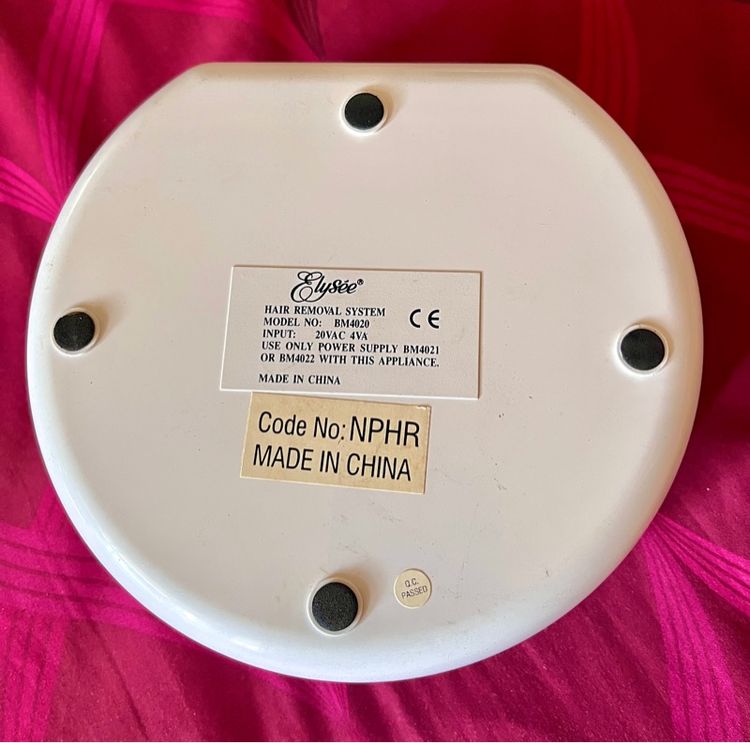 Elysée®
HAIR REMOVAL SYSTEM
MODEL NO: BM4020
CE
INPUT: 20VAC 4VA
USE ONLY POWER SUPPLY BM4021
OR BM4022 WITH THIS APPLIANCE.
MADE IN CHINA
Code No: NPHR
MADE IN CHINA
Q.C.
PASSED